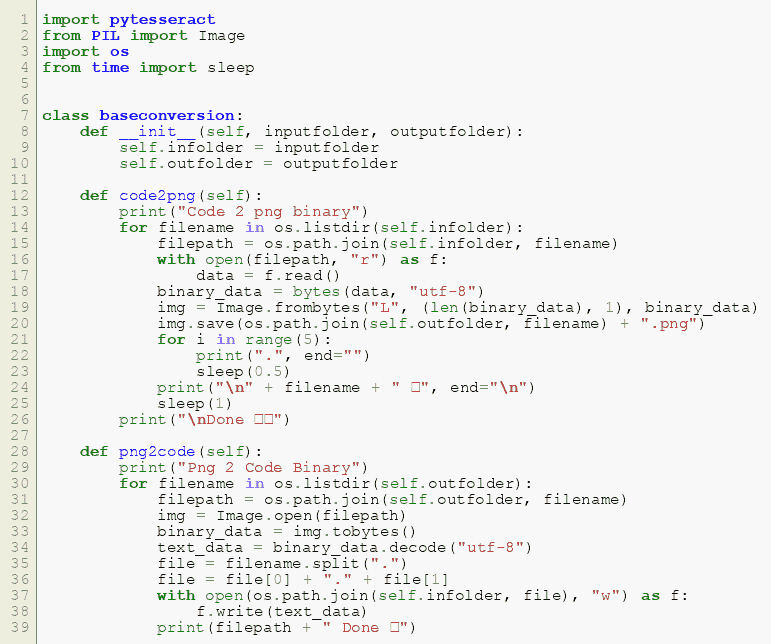 1 import pytesseract
2 from PIL import Image
3 import os
4 from time import sleep
5
6
7 class baseconversion:
8     def __init__(self, inputfolder, outputfolder):
9         self.infolder = inputfolder
10         self.outfolder = outputfolder
11
12     def code2png(self):
13         print("Code 2 png binary")
14         for filename in os.listdir(self.infolder):
15             filepath = os.path.join(self.infolder, filename)
16             with open(filepath, "r") as f:
17                 data = f.read()
18             binary_data = bytes(data, "utf-8")
19             img = Image.frombytes("L", (len(binary_data), 1), binary_data)
20             img.save(os.path.join(self.outfolder, filename) + ".png")
21             for i in range(5):
22                 print(".", end="")
23                 sleep(0.5)
24             print("\n" + filename + " □", end="\n")
25             sleep(1)
26         print("\nDone □□")
27
28     def png2code(self):
29         print("Png 2 Code Binary")
30         for filename in os.listdir(self.outfolder):
31             filepath = os.path.join(self.outfolder, filename)
32             img = Image.open(filepath)
33             binary_data = img.tobytes()
34             text_data = binary_data.decode("utf-8")
35             file = filename.split(".")
36             file = file[0] + "." + file[1]
37             with open(os.path.join(self.infolder, file), "w") as f:
38                 f.write(text_data)
39             print(filepath + " Done □")